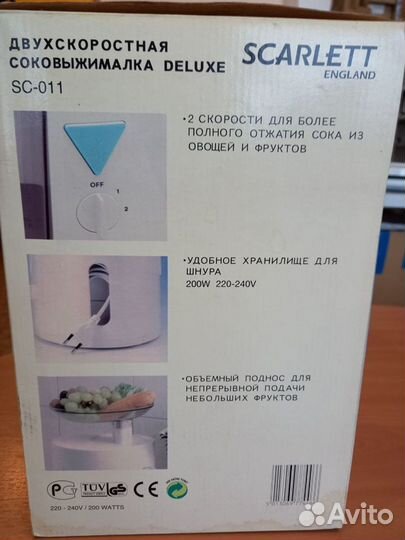 ДВУХСКОРОСТНАЯ
СОКОВЫЖИМАЛКА DELUXE
SC-011
SCARLETT
ENGLAND
OFF
1
2
•2 СКОРОСТИ ДЛЯ БОЛЕЕ
ПОЛНОГО ОТЖАТИЯ СОКА ИЗ
ОВОЩЕЙ И ФРУКТОВ
•УДОБНОЕ ХРАНИЛИЩЕ ДЛЯ
ШНУРА
200W 220-240V
•ОБЪЕМНЫЙ ПОДНОС ДЛЯ
НЕПРЕРЫВНОЙ ПОДАЧИ
НЕБОЛЬШИХ ФРУКТОВ
TÜV GS CE
220 - 240V / 200 WATTS
Avito